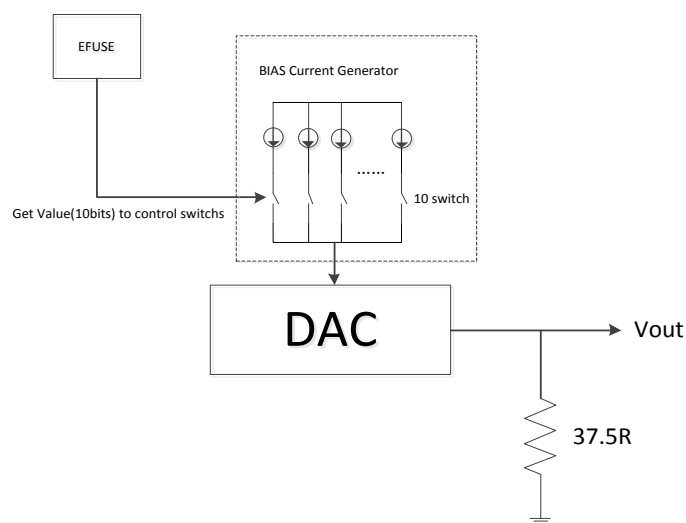 EFUSE
BIAS Current Generator
......
10 switch
Get Value(10bits) to control switchs
DAC
Vout
37.5R